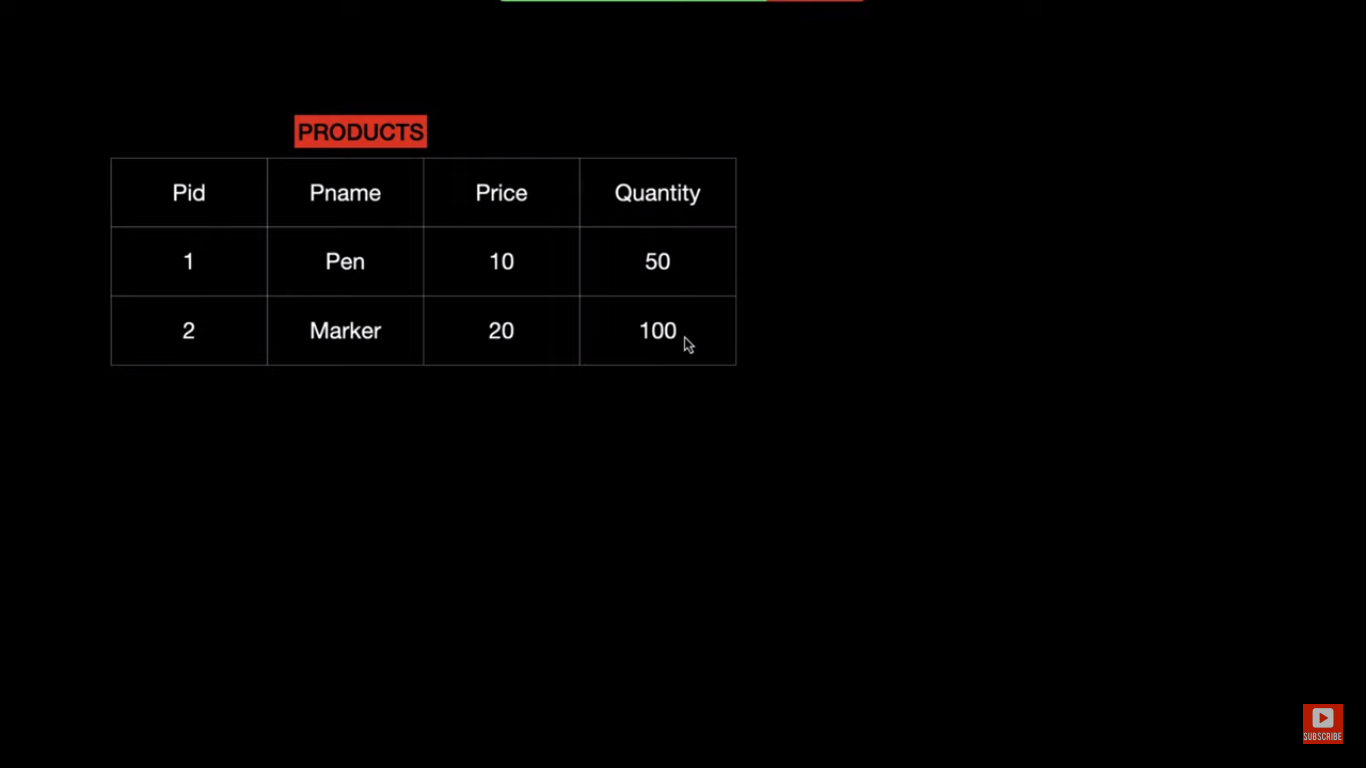 PRODUCTS
Pid Pname Price Quantity
1 Pen 10 50
2 Marker 20 100
SUBSCRIBE